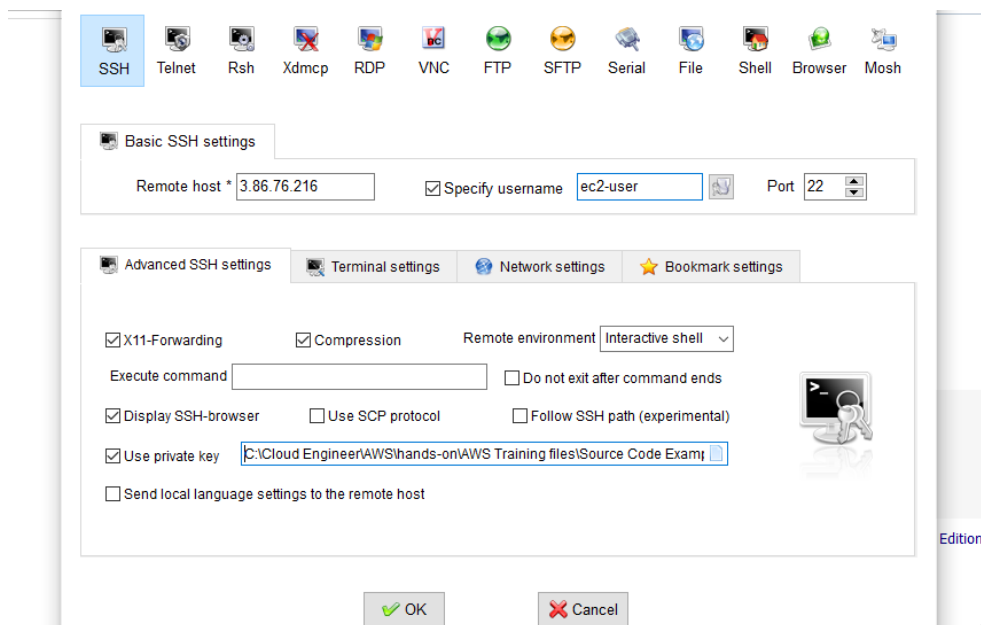 SSH Telnet Rsh Xdmcp RDP VNC FTP SFTP Serial File Shell Browser Mosh
Basic SSH settings
Remote host * 3.86.76.216 Specify username ec2-user Port 22
Advanced SSH settings Terminal settings Network settings Bookmark settings
X11-Forwarding Compression Remote environment Interactive shell
Execute command Do not exit after command ends
Display SSH-browser Use SCP protocol Follow SSH path (experimental)
Use private key C:\Cloud Engineer\AWS\hands-on\AWS Training files\Source Code Examp
Send local language settings to the remote host
Edition
OK Cancel